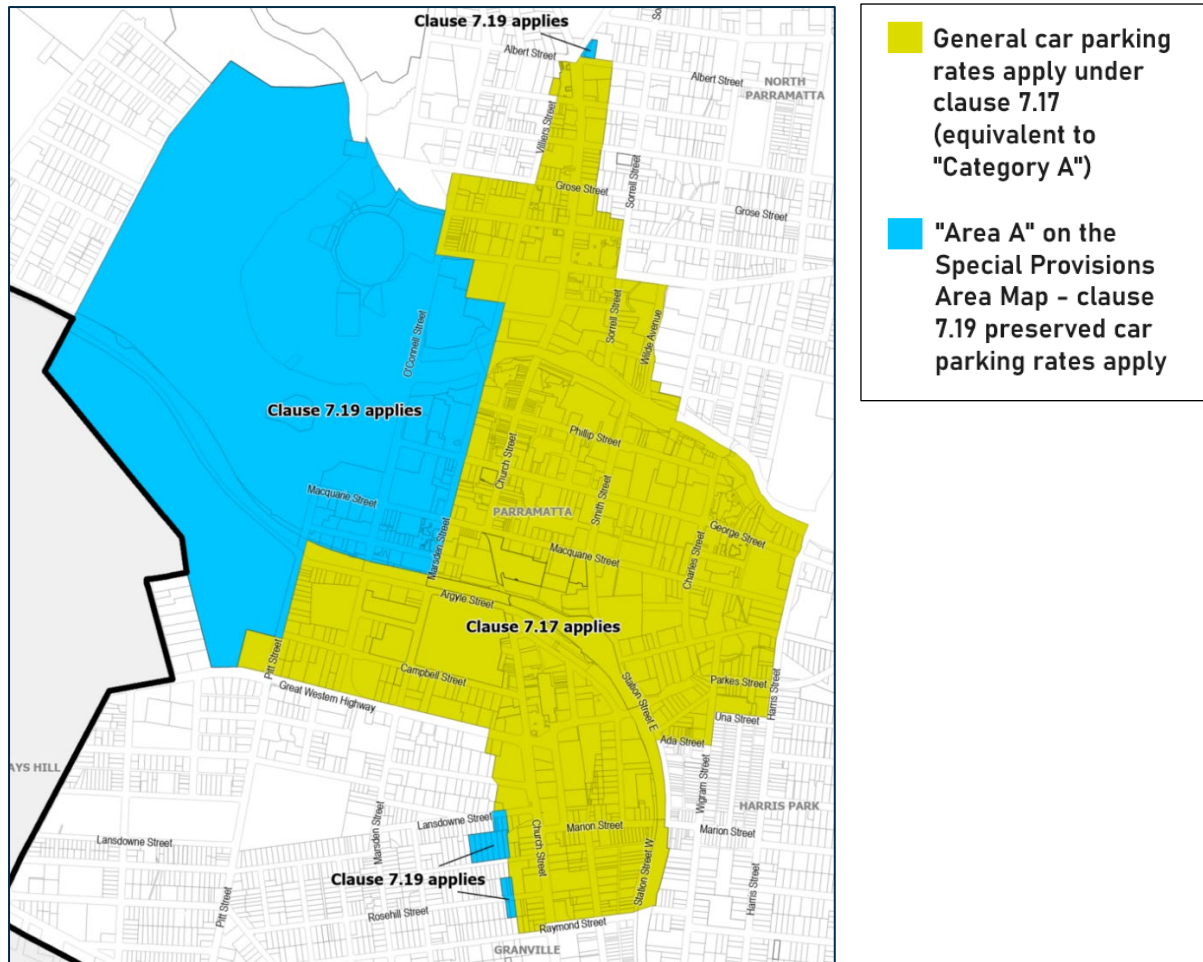 Clause 7.19 applies
Albert Street
Albert Street
NORTH
PARRAMATTA
Villiers Street
Sorrell Street
Grose Street
Grose Street
O'Connell Street
Sorrell Street
Wilde Avenue
Clause 7.19 applies
Phillip Street
Church Street
Macquarie Street
PARRAMATTA
Smith Street
George Street
Marsden Street
Macquarie Street
Charles Street
Argyle Street
Clause 7.17 applies
Pitt Street
Campbell Street
Great Western Highway
Station Street E
Parkes Street
Harris Street
Una Street
Ada Street
Wigram Street
AYS HILL
HARRIS PARK
Lansdowne Street
Lansdowne Street
Marsden Street
Church Street
Marion Street
Marion Street
Station Street W
Clause 7.19 applies
Harris Street
Pitt Street
Rosehill Street
Raymond Street
GRANVILLE
General car parking
rates apply under
clause 7.17
(equivalent to
"Category A")
"Area A" on the
Special Provisions
Area Map - clause
7.19 preserved car
parking rates apply